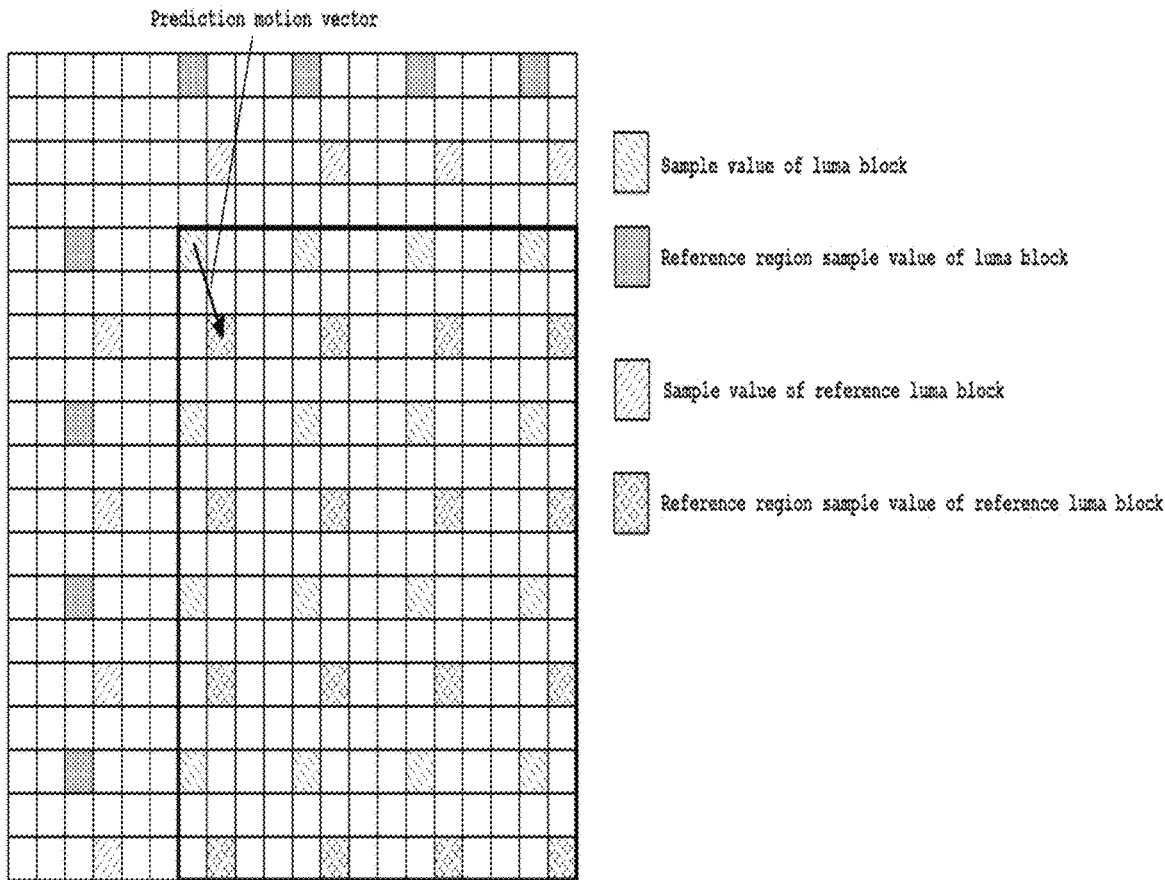 Prediction motion vector
Sample value of luma block
Reference region sample value of luma block
Sample value of reference luma block
Reference region sample value of reference luma block